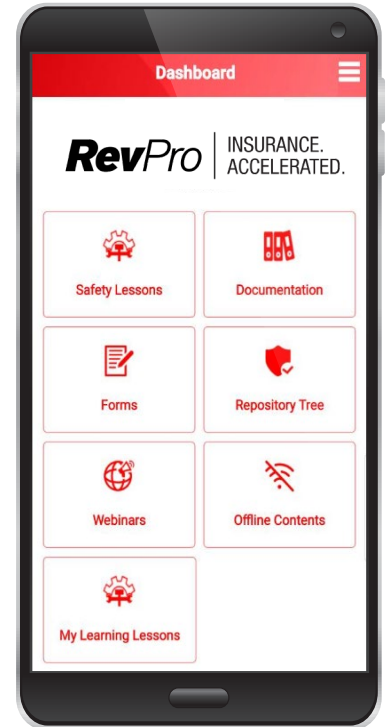 Dashboard
RevPro
INSURANCE.
ACCELERATED.
Safety Lessons
Documentation
Forms
Repository Tree
Webinars
Offline Contents
My Learning Lessons